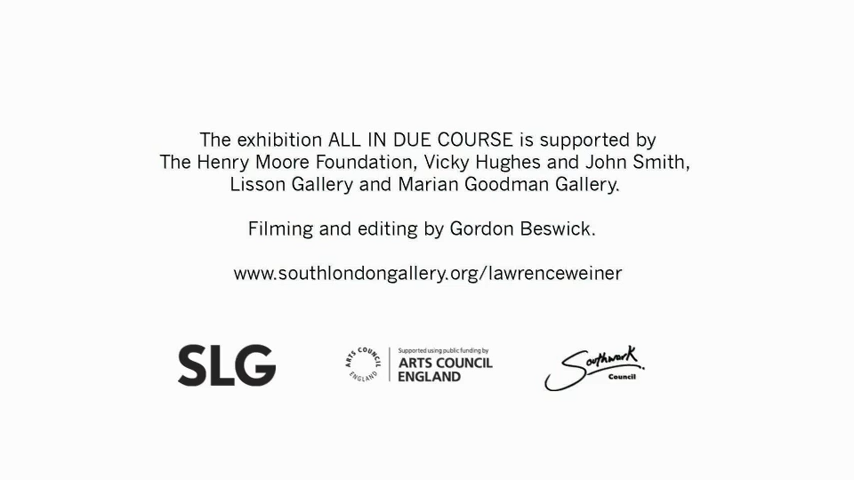 The exhibition ALL IN DUE COURSE is supported by
The Henry Moore Foundation, Vicky Hughes and John Smith,
Lisson Gallery and Marian Goodman Gallery.
Filming and editing by Gordon Beswick.
www.southlondongallery.org/lawrenceweiner
SLG
ARTS COUNCIL ENGLAND
Supported using public funding by
ARTS COUNCIL
ENGLAND
Southwark
Council